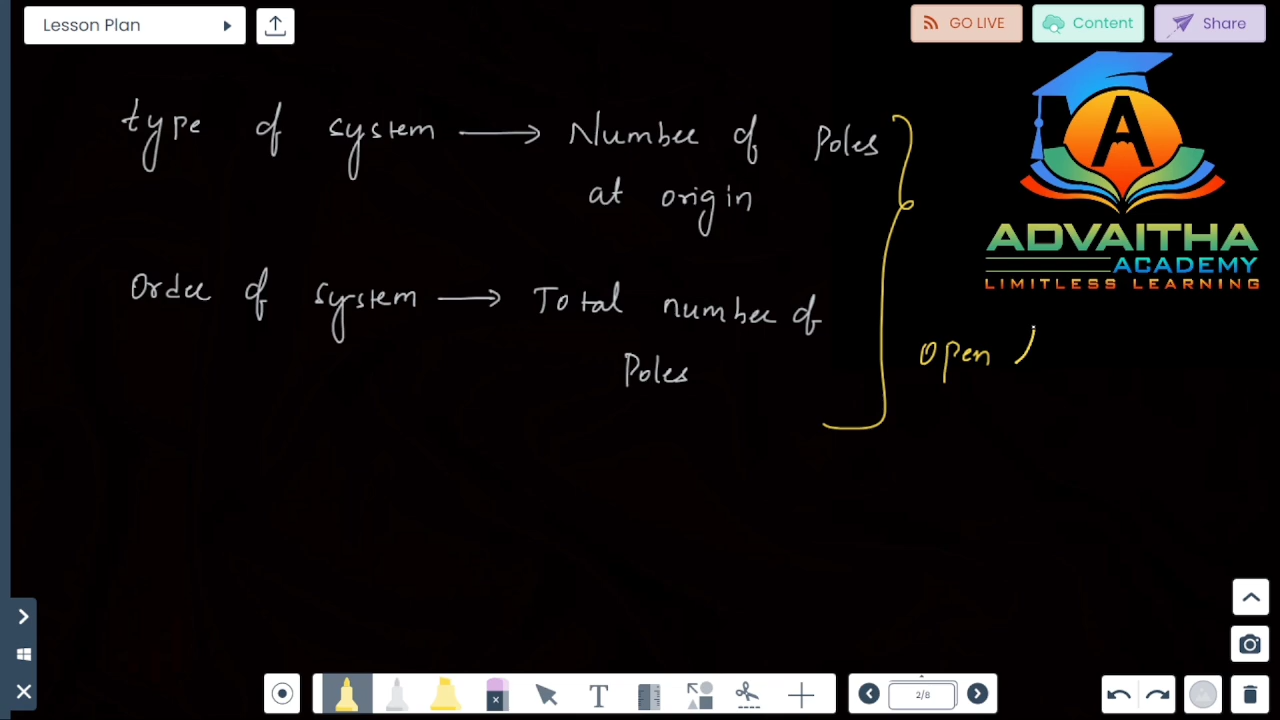 Lesson Plan
GO LIVE
Content
Share
type of system → Number of Poles
at origin
Order of system → Total number of
Poles
open
A
ADVAITHA
ACADEMY
LIMITLESS LEARNING
T
2/8